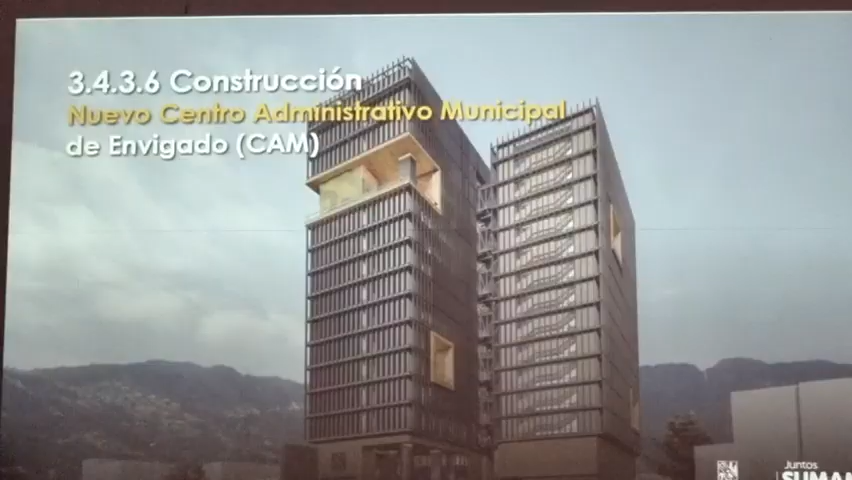 3.4.3.6 Construcción
Nuevo Centro Administrativo Municipal
de Envigado (CAM)
Juntos